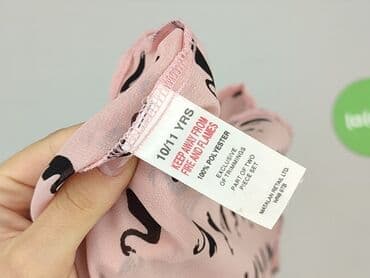 10/11 YRS
KEEP AWAY FROM
FIRE AND FLAMES
100% POLYESTER
EXCLUSIVE
OF TRIMMINGS
PART OF TWO
PIECE SET
MATALAN RETAIL LTD.